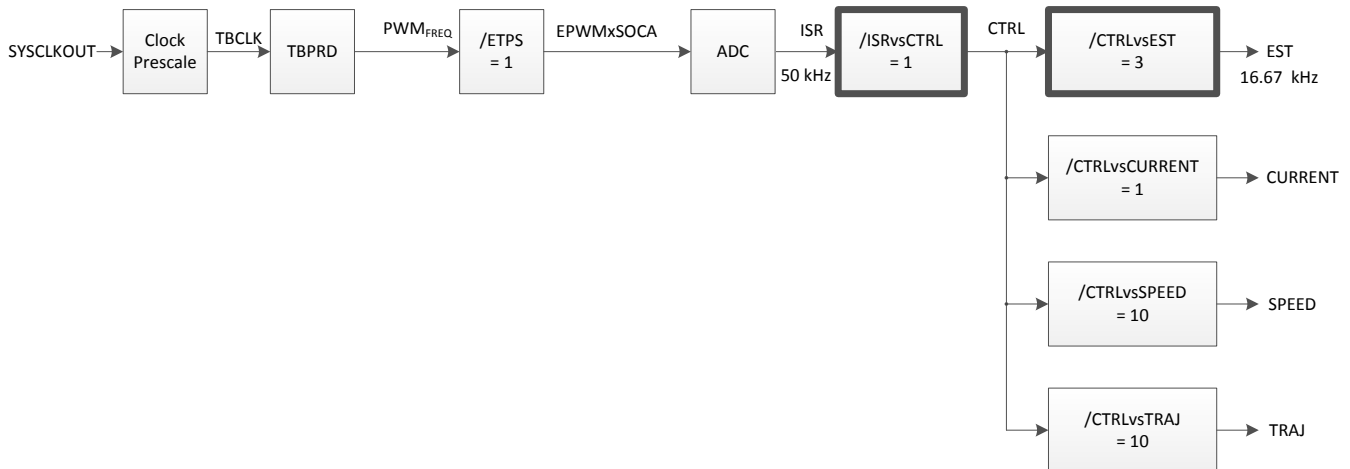 SYSCLKOUT
Clock
Prescale
TBCLK
TBPRD
PWMFREQ
/ETPS
= 1
EPWMxSOCA
ADC
ISR
50 kHz
/ISRvsCTRL
= 1
CTRL
/CTRLvsEST
= 3
EST
16.67 kHz
/CTRLvsCURRENT
= 1
CURRENT
/CTRLvsSPEED
= 10
SPEED
/CTRLvsTRAJ
= 10
TRAJ